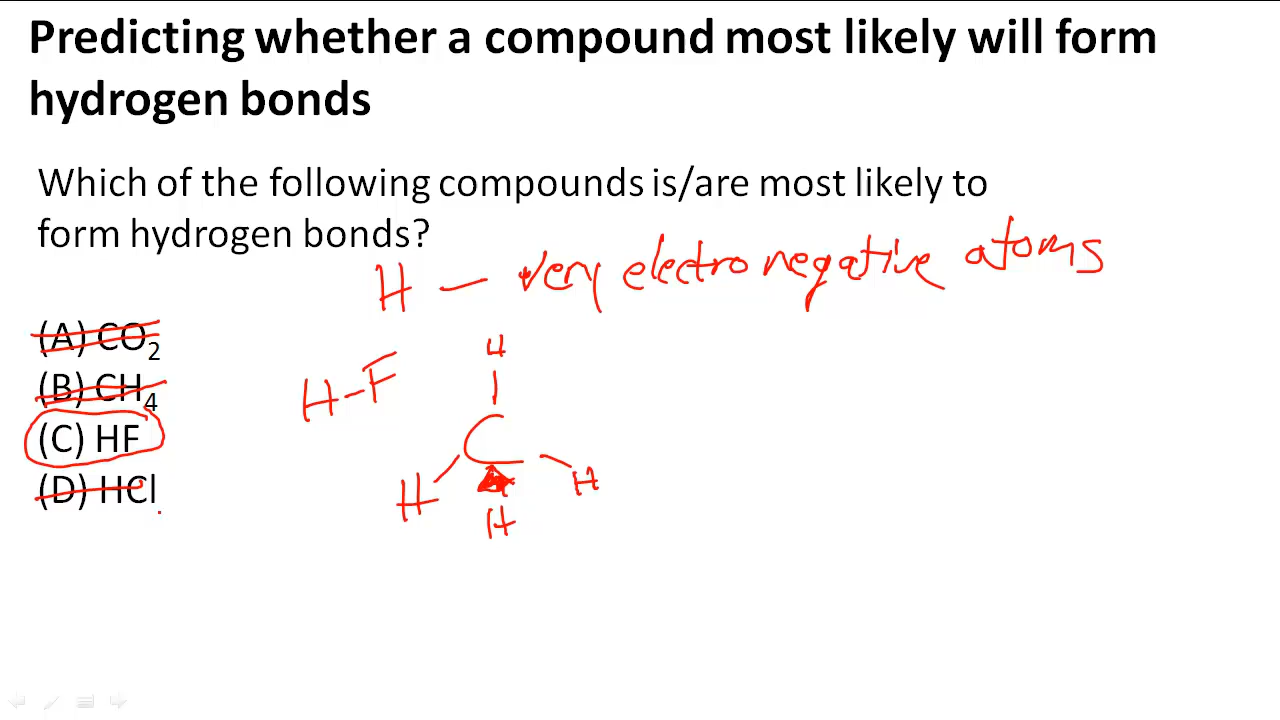 Predicting whether a compound most likely will form
hydrogen bonds
Which of the following compounds is/are most likely to
form hydrogen bonds?
H — very electronegative atoms
(A) CO₂
(B) CH₄
(C) HF
(D) HCl
H-F
H
C
H
H
H